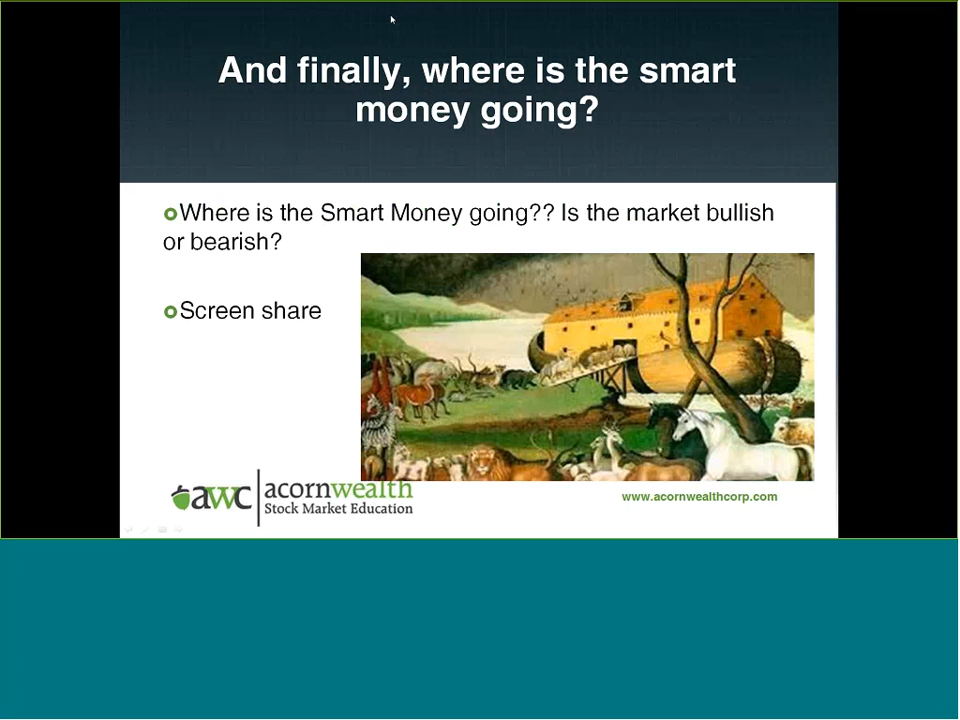 And finally, where is the smart
money going?
Where is the Smart Money going?? Is the market bullish
or bearish?
Screen share
awc acornwealth
Stock Market Education
www.acornwealthcorp.com